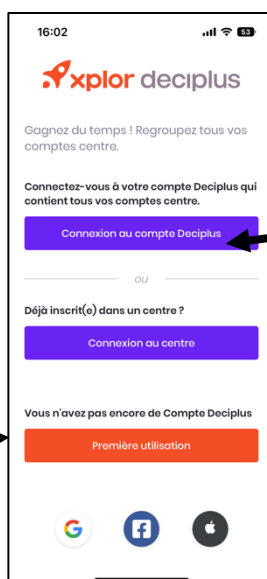 16:02
53
xplor deciplus
Gagnez du temps ! Regroupez tous vos
comptes centre.
Connectez-vous à votre compte Deciplus qui
contient tous vos comptes centre.
Connexion au compte Deciplus
ou
Déjà inscrit(e) dans un centre ?
Connexion au centre
Vous n'avez pas encore de Compte Deciplus
Première utilisation